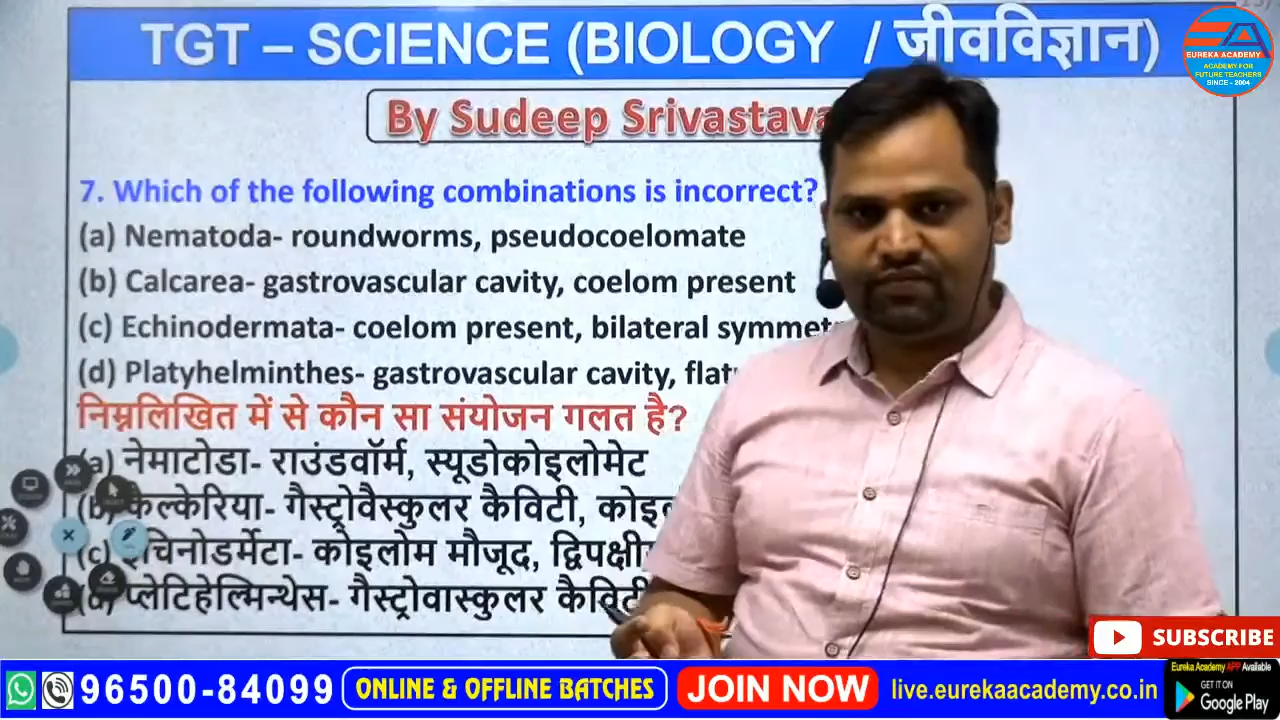 TGT – SCIENCE (BIOLOGY / जीवविज्ञान)
EUREKA ACADEMY
ACADEMY FOR
FUTURE TEACHERS
SINCE - 2004
By Sudeep Srivastava
7. Which of the following combinations is incorrect?
(a) Nematoda- roundworms, pseudocoelomate
(b) Calcarea- gastrovascular cavity, coelom present
(c) Echinodermata- coelom present, bilateral
(d) Platyhelminthes- gastrovascular cavity,
निम्नलिखित में से कौन सा संयोजन गलत है?
(a) नेमाटोडा- राउंडवॉर्म, स्यूडोकोइलोमेट
(b) केल्केरिया- गैस्ट्रोवैस्कुलर कैविटी,
(c) इचिनोडर्मेटा- कोइलोम मौजूद,
(d) प्लेटिहेल्मिन्थेस- गैस्ट्रोवास्कुलर
SUBSCRIBE
96500-84099
ONLINE & OFFLINE BATCHES
JOIN NOW
live.eurekaacademy.co.in
Eureka Academy APP Available
GET IT ON
Google Play